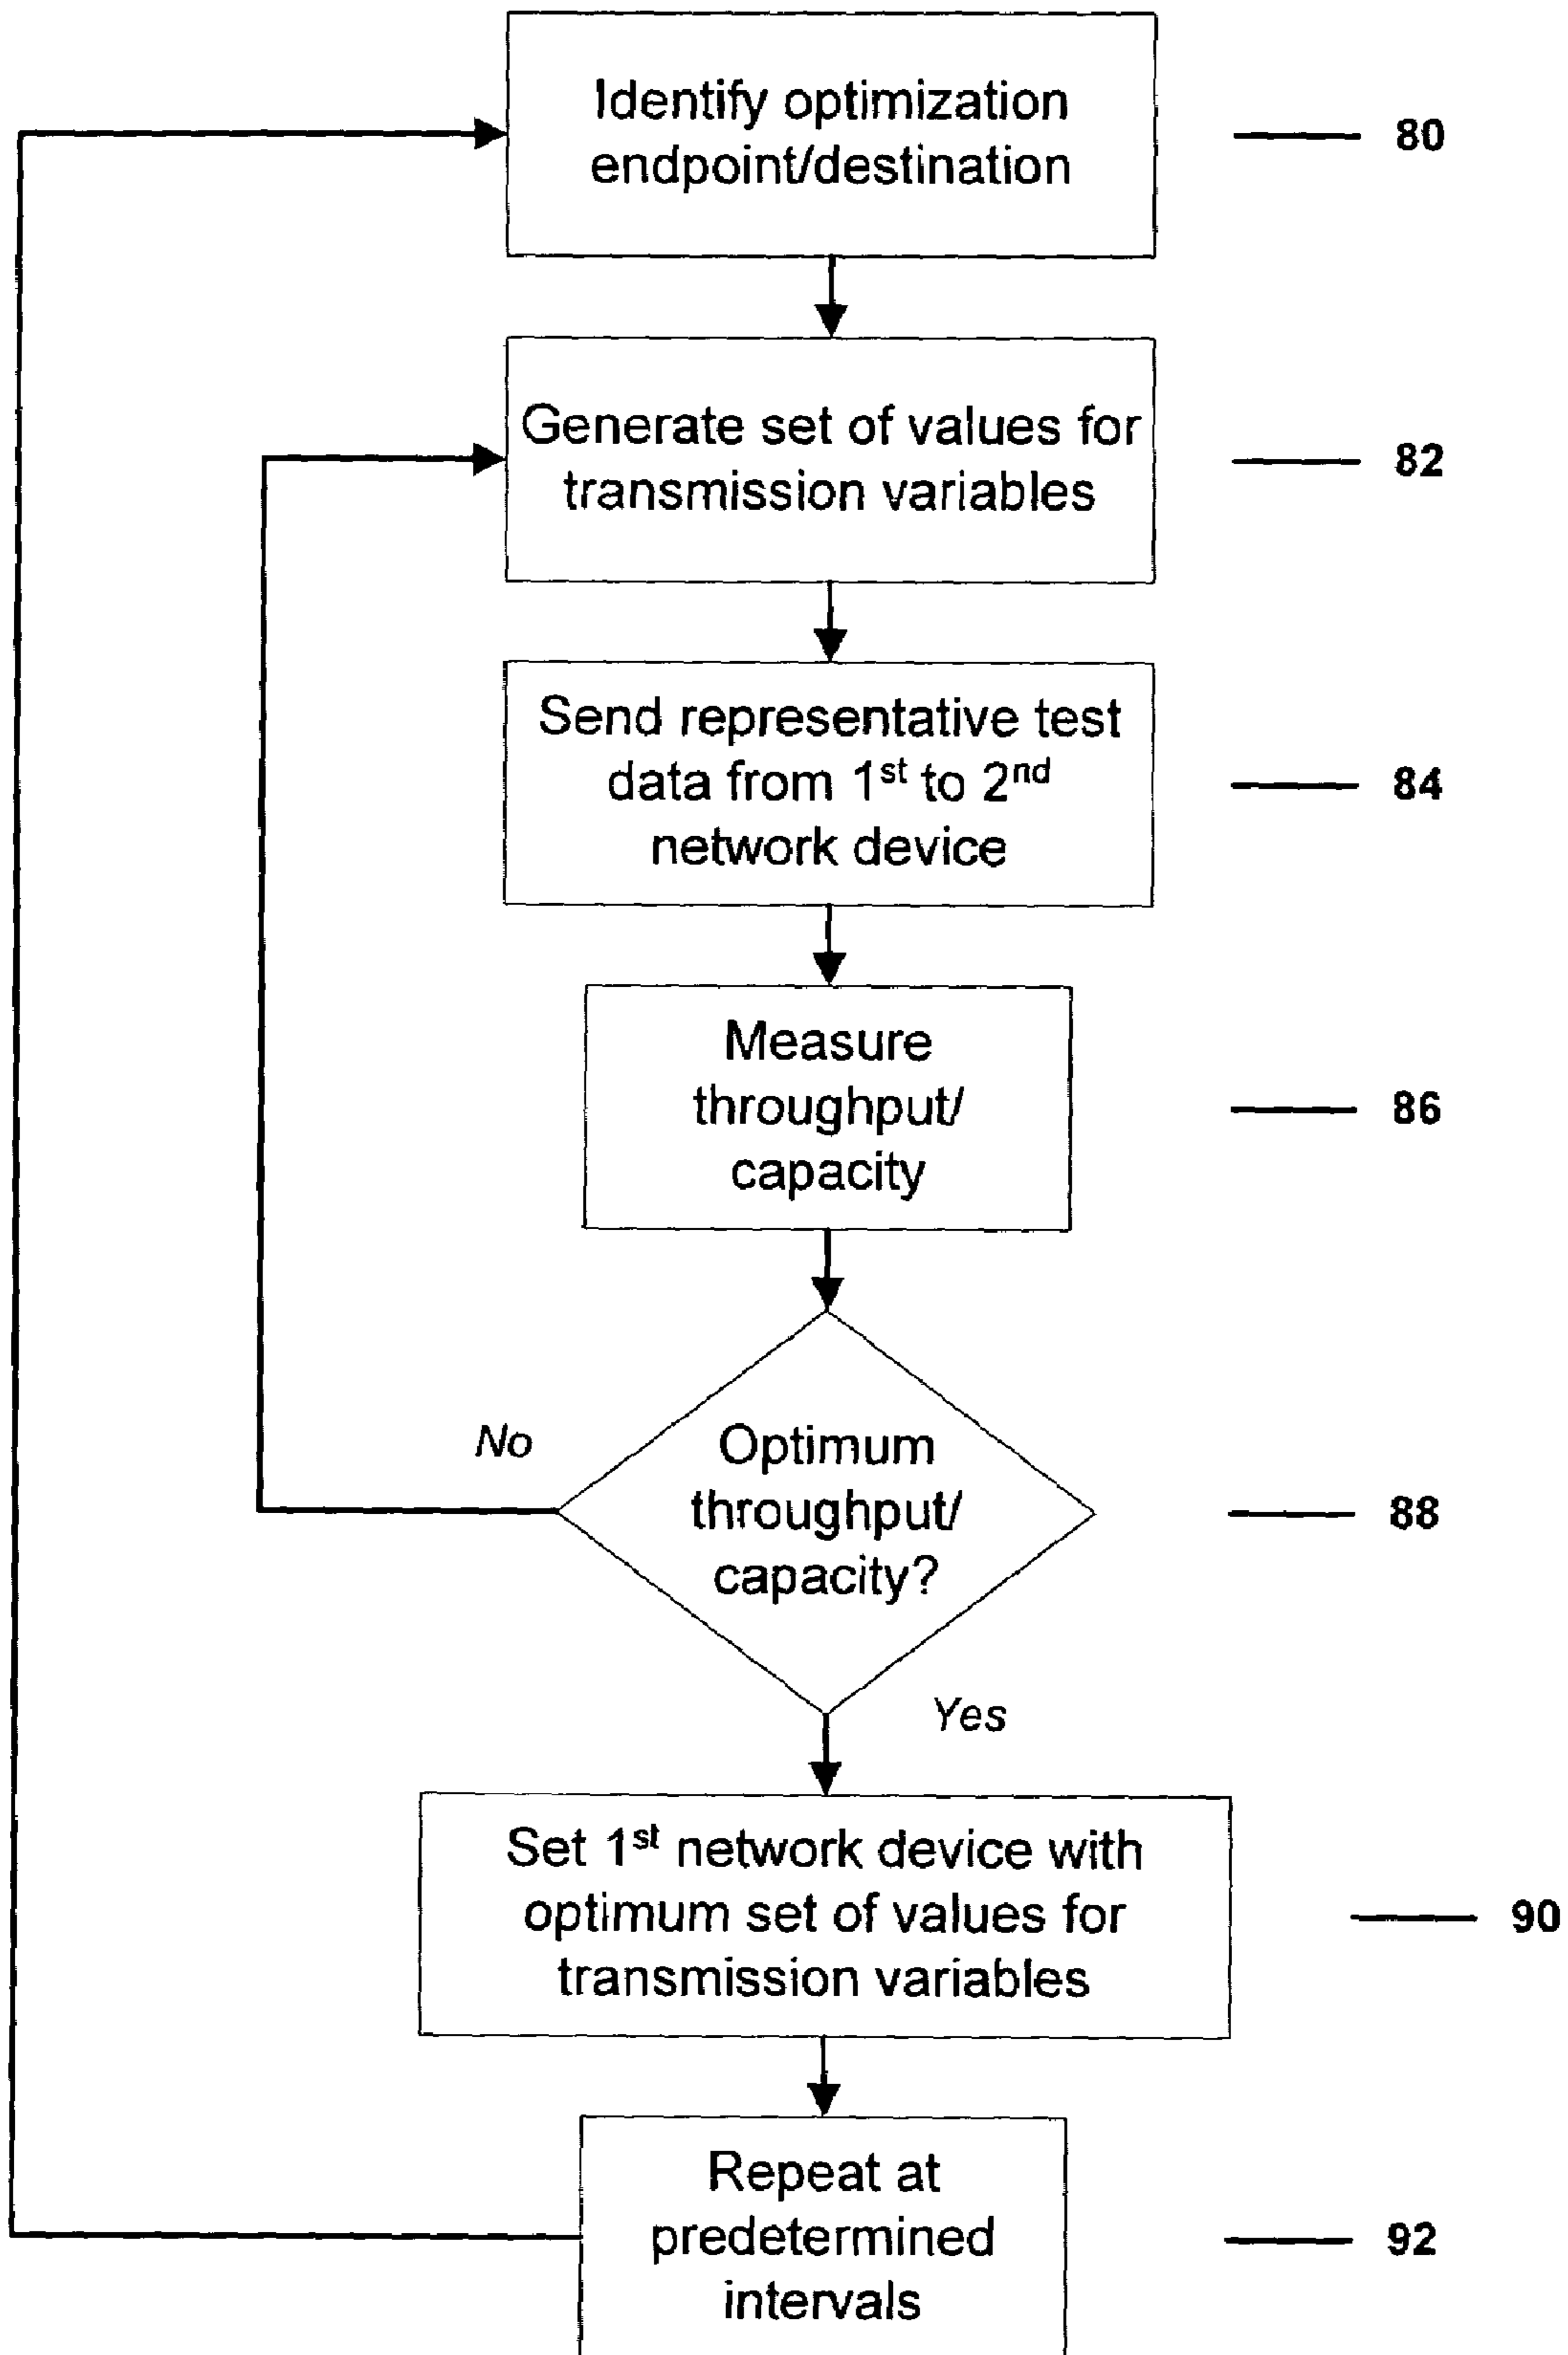 Identify optimization
endpoint/destination
80
Generate set of values for
transmission variables
82
Send representative test
data from 1st to 2nd
network device
84
Measure
throughput/
capacity
86
No
Optimum
throughput/
capacity?
88
Yes
Set 1st network device with
optimum set of values for
transmission variables
90
Repeat at
predetermined
intervals
92